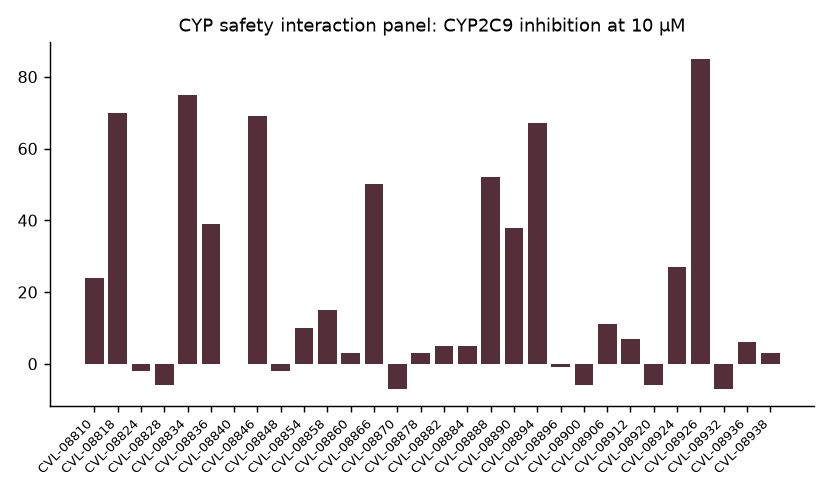 CYP safety interaction panel: CYP2C9 inhibition at 10 µM
80
60
40
20
0
CVL-08810
CVL-08818
CVL-08824
CVL-08828
CVL-08834
CVL-08836
CVL-08840
CVL-08846
CVL-08848
CVL-08854
CVL-08858
CVL-08860
CVL-08866
CVL-08870
CVL-08878
CVL-08882
CVL-08884
CVL-08888
CVL-08890
CVL-08894
CVL-08896
CVL-08900
CVL-08906
CVL-08912
CVL-08920
CVL-08924
CVL-08926
CVL-08932
CVL-08936
CVL-08938